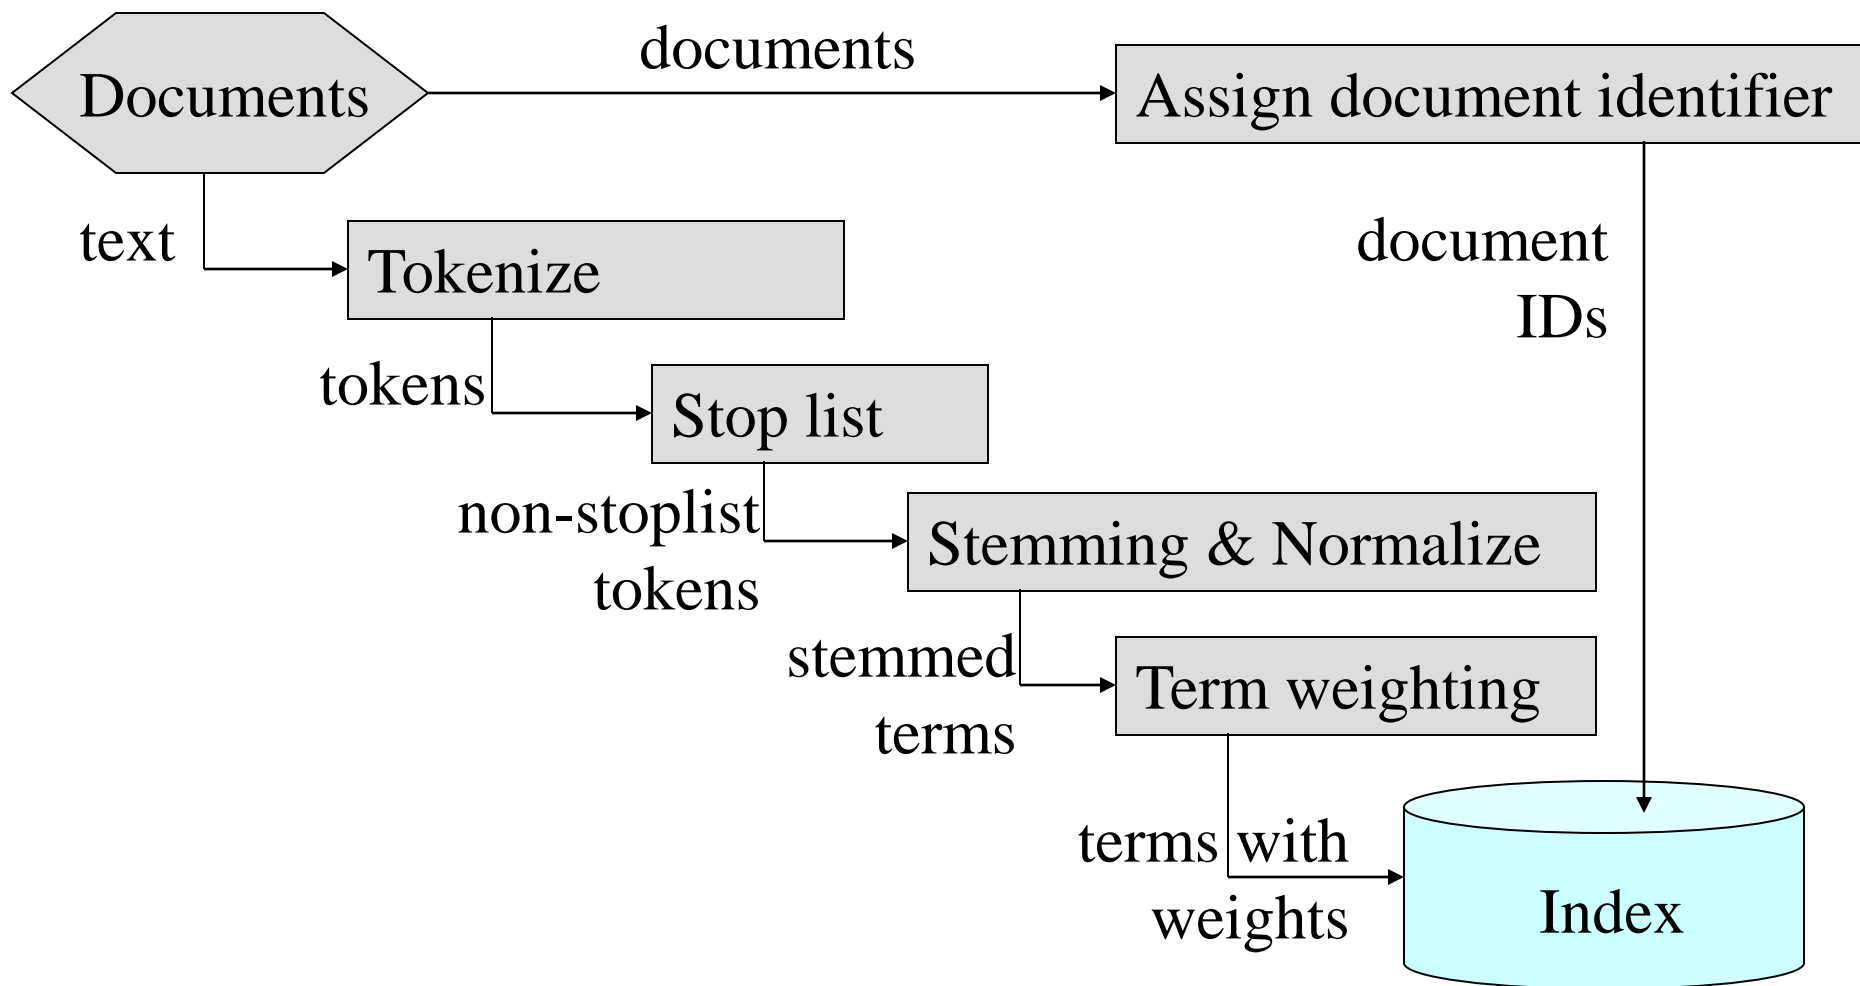 documents
Documents
Assign document identifier
text
Tokenize
document
IDs
tokens
Stop list
non-stoplist
tokens
Stemming & Normalize
stemmed
terms
Term weighting
terms with
weights
Index